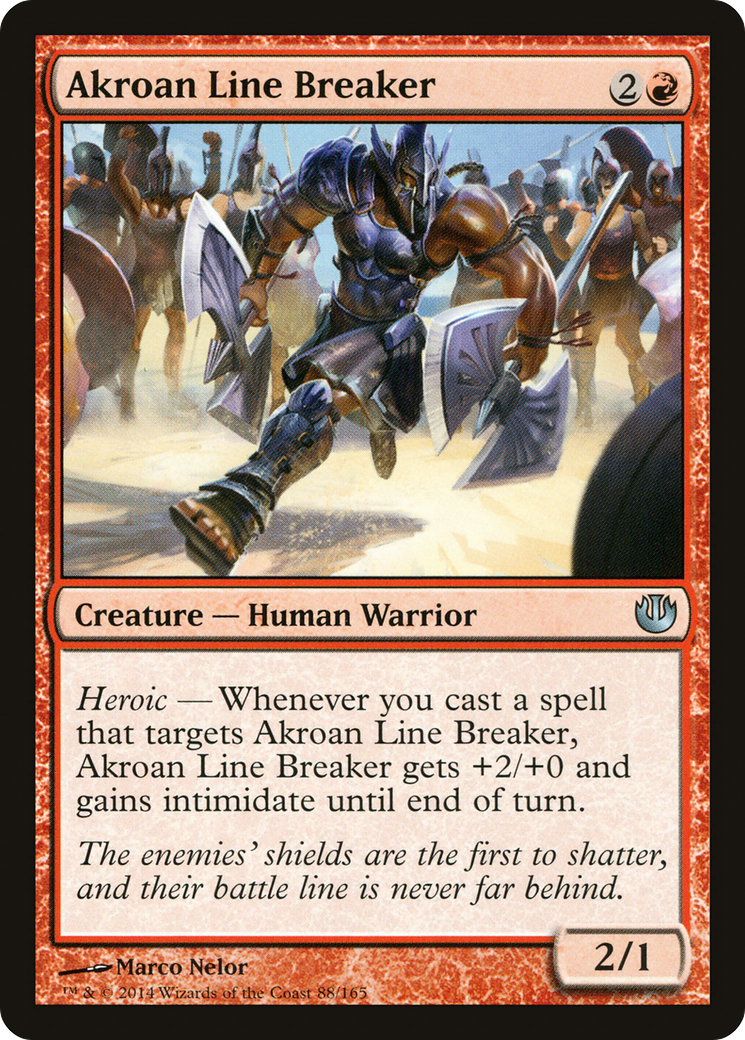 Akroan Line Breaker 2
Creature — Human Warrior
Heroic — Whenever you cast a spell
that targets Akroan Line Breaker,
Akroan Line Breaker gets +2/+0 and
gains intimidate until end of turn.
The enemies' shields are the first to shatter,
and their battle line is never far behind.
2/1
Marco Nelor
™ & © 2014 Wizards of the Coast 88/165